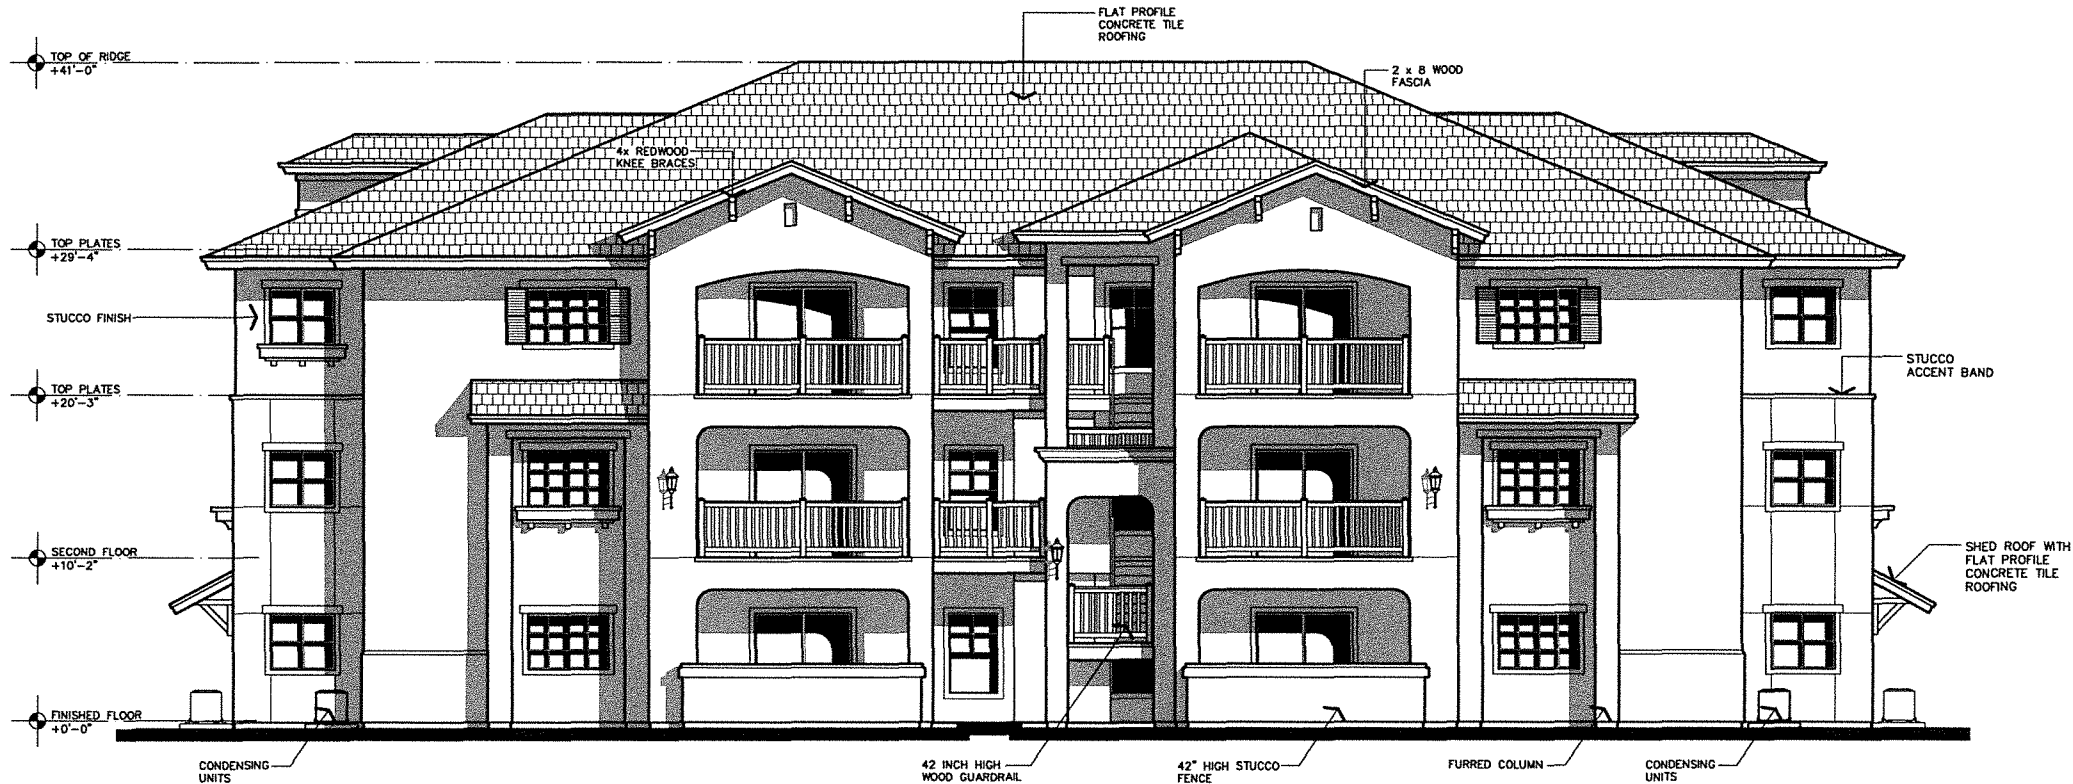 FLAT PROFILE
CONCRETE TILE
ROOFING
TOP OF RIDGE
+41'-0"
2 x 8 WOOD
FASCIA
4x REDWOOD
KNEE BRACES
TOP PLATES
+29'-4"
STUCCO FINISH
STUCCO
ACCENT BAND
TOP PLATES
+20'-3"
SECOND FLOOR
+10'-2"
SHED ROOF WITH
FLAT PROFILE
CONCRETE TILE
ROOFING
FINISHED FLOOR
+0'-0"
CONDENSING
UNITS
42 INCH HIGH
WOOD GUARDRAIL
42" HIGH STUCCO
FENCE
FURRED COLUMN
CONDENSING
UNITS